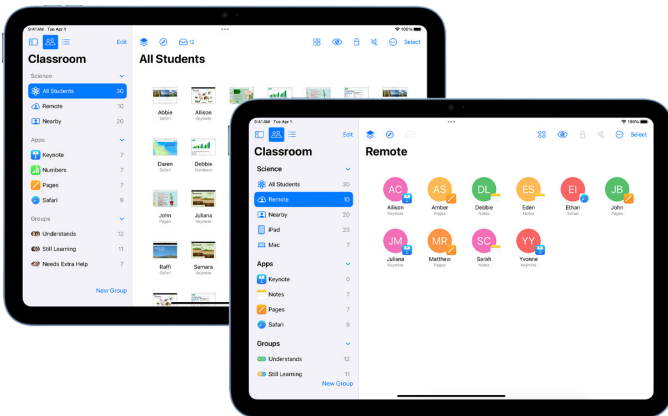 9:41 AM Tue Apr 1
100%
Edit
12
Select
Classroom
All Students
Science
All Students 30
Remote 10
Nearby 20
Apps
Keynote 7
Numbers 7
Pages 7
Safari 9
Groups
Understands 12
Still Learning 11
Needs Extra Help 7
New Group
Abbie
Safari
Allison
Keynote
Daren
Safari
Debbie
Numbers
John
Pages
Juliana
Keynote
Raffi
Safari
Samara
Keynote
9:41 AM Tue Apr 1
100%
Edit
Select
Classroom
Remote
Science
All Students 30
Remote 10
Nearby 20
iPad 23
Mac 7
Apps
Keynote 0
Notes 7
Pages 7
Safari 9
Groups
Understands 12
Still Learning 11
New Group
AC
AS
DL
ES
EI
JB
Allison
Amber
Debbie
Eden
Ethan
John
Keynote
Pages
Notes
Notes
Safari
Pages
JM
MR
SC
YY
Juliana
Matthew
Sarah
Yvonne
Keynote
Pages
Notes
Keynote